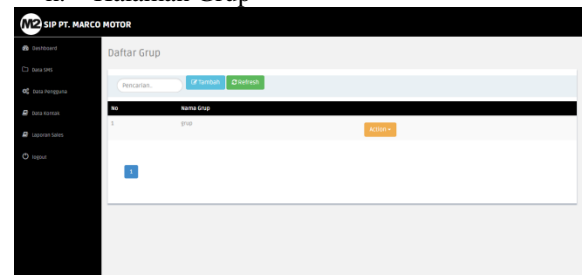 Halaman Grup
M2 SIP PT. MARCO MOTOR
Dashboard
Daftar Grup
Data SMS
Pencarian..
Tambah
Refresh
Data Pengguna
No
Nama Grup
Data Kontak
grup
Action
Laporan Sales
logout
1